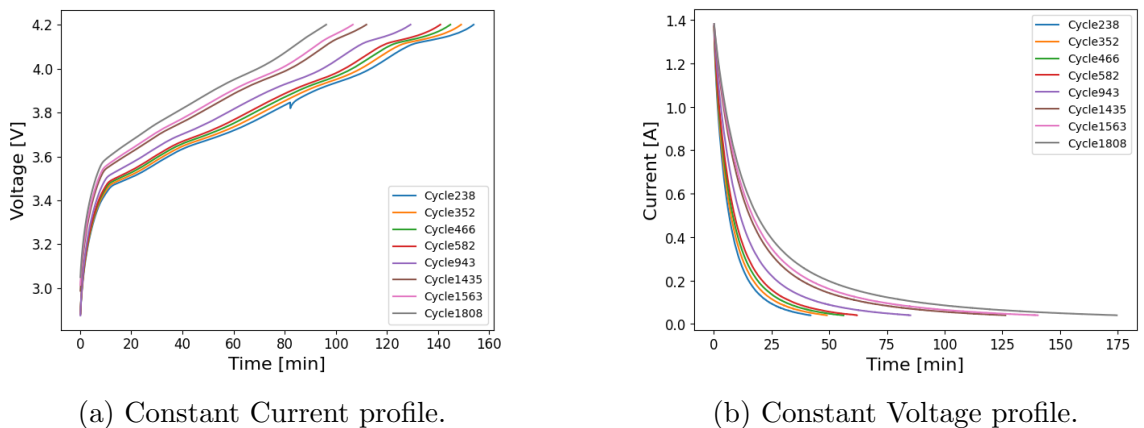 4.2
4.0
3.8
3.6
3.4
3.2
3.0
Voltage [V]
Cycle238
Cycle352
Cycle466
Cycle582
Cycle943
Cycle1435
Cycle1563
Cycle1808
0 20 40 60 80 100 120 140 160
Time [min]
(a) Constant Current profile.
1.4
1.2
1.0
0.8
0.6
0.4
0.2
0.0
Current [A]
Cycle238
Cycle352
Cycle466
Cycle582
Cycle943
Cycle1435
Cycle1563
Cycle1808
0 25 50 75 100 125 150 175
Time [min]
(b) Constant Voltage profile.